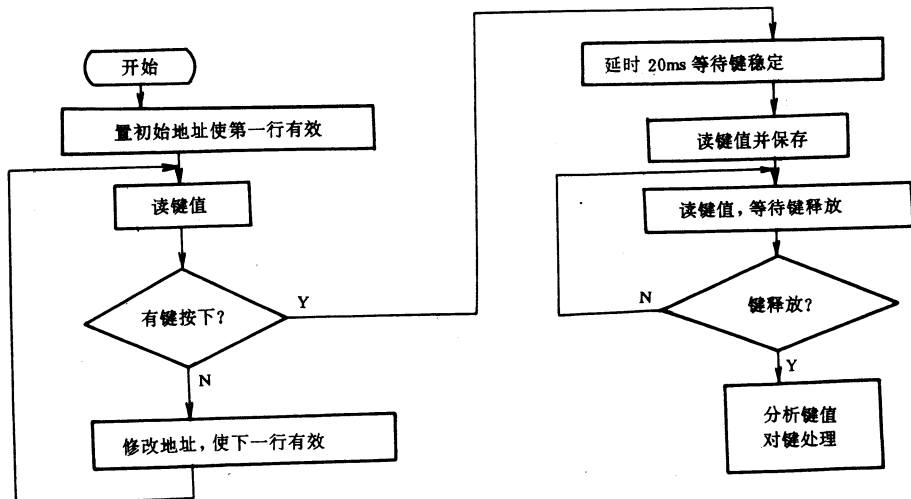 开始
置初始地址使第一行有效
读键值
有键按下?
Y
N
修改地址,使下一行有效
延时 20ms 等待键稳定
读键值并保存
读键值,等待键释放
键释放?
N
Y
分析键值
对键处理